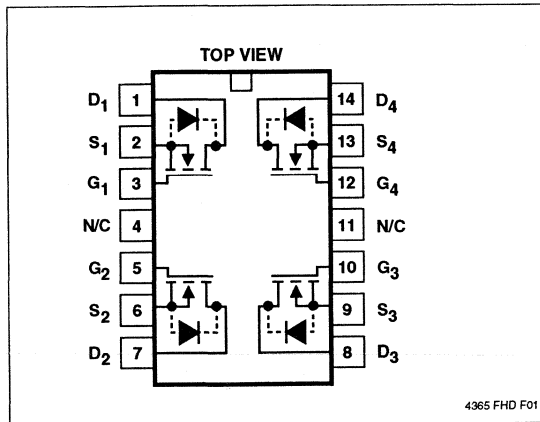 TOP VIEW
D1 1 14 D4
S1 2 13 S4
G1 3 12 G4
N/C 4 11 N/C
G2 5 10 G3
S2 6 9 S3
D2 7 8 D3
4365 FHD F01